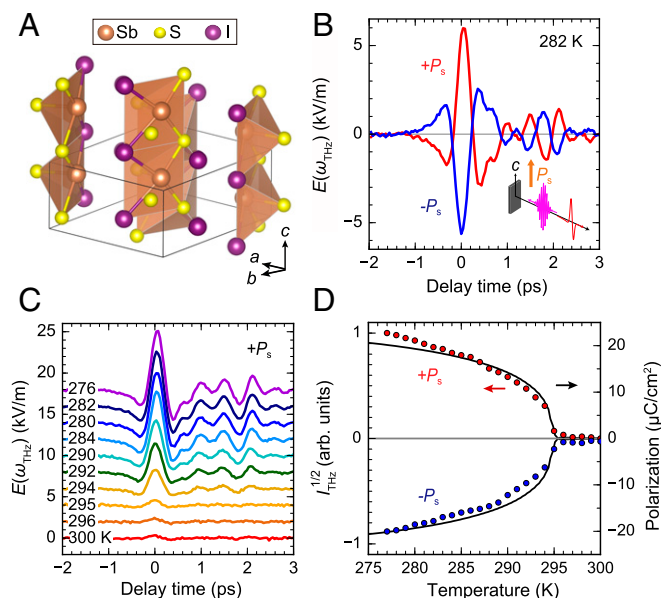 A
Sb S I
c
a
b
B
282 K
+Ps
-Ps
Ps
c
E(ωTHz) (kV/m)
5
0
−5
−2 −1 0 1 2 3
Delay time (ps)
C
+Ps
E(ωTHz) (kV/m)
25
20
15
10
5
0
276
282
280
284
290
292
294
295
296
300 K
−2 −1 0 1 2 3
Delay time (ps)
D
+Ps
-Ps
I THz 1/2 (arb. units)
1
0
−1
Polarization (μC/cm²)
20
10
0
−10
−20
275 280 285 290 295 300
Temperature (K)